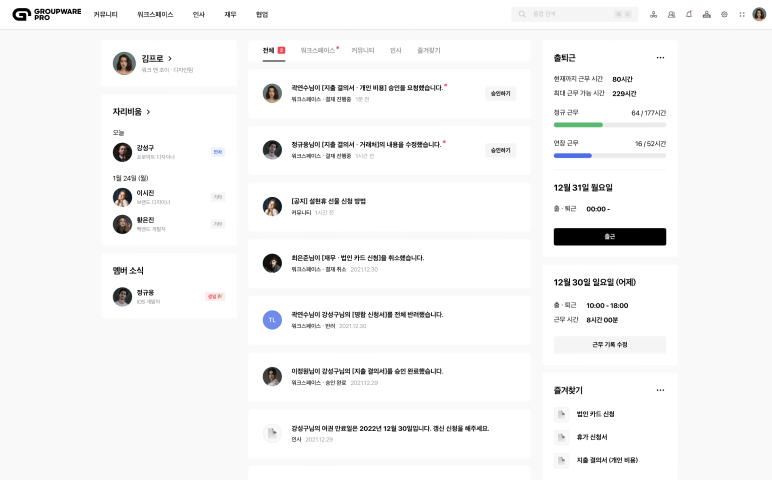 GROUPWARE PRO
커뮤니티
워크스페이스
인사
재무
협업
통합 검색
김프로
워크 앤 조이 · 디자인팀
자리비움
오늘
강성구
프로덕트 디자이너
연차
1월 24일 (월)
이시진
브랜드 디자이너
황은진
백엔드 개발자
멤버 소식
정규용
iOS 개발자
전체
워크스페이스
커뮤니티
인사
즐겨찾기
곽연수님이 [지출 결의서 · 개인 비용] 승인을 요청했습니다.
워크스페이스 · 결재 진행중 1분 전
승인하기
정규용님이 [지출 결의서 · 거래처]의 내용을 수정했습니다.
워크스페이스 · 결재 진행중 1시간 전
승인하기
[공지] 설현휴 선물 신청 방법
커뮤니티 1시간 전
최은준님이 [재무 · 법인 카드 신청]을 취소했습니다.
워크스페이스 · 결재 취소 2021.12.30
TL
곽연수님이 강성구님의 [명함 신청서]를 전체 반려했습니다.
워크스페이스 · 반려 2021.12.30
이정원님이 강성구님의 [지출 결의서]를 승인 완료했습니다.
워크스페이스 · 승인 완료 2021.12.29
강성구님의 여권 만료일은 2022년 12월 30일입니다. 갱신 신청을 해주세요.
인사 2021.12.29
출퇴근
현재까지 근무 시간 80시간
최대 근무 가능 시간 229시간
정규 근무 64 / 177시간
연장 근무 16 / 52시간
12월 31일 월요일
출 · 퇴근 00:00 -
출근
12월 30일 일요일 (어제)
출 · 퇴근 10:00 - 18:00
근무 시간 8시간 00분
근무 기록 수정
즐겨찾기
법인 카드 신청
휴가 신청서
지출 결의서 (개인 비용)